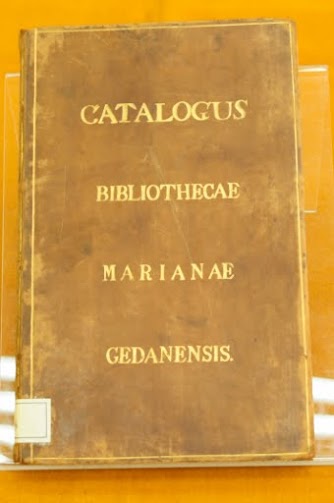 CATALOGUS
BIBLIOTHECAE
MARIANAE
GEDANENSIS.